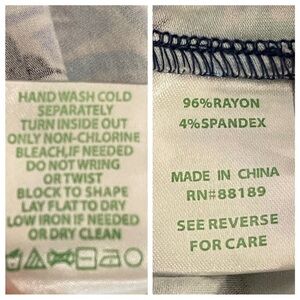 HAND WASH COLD
SEPARATELY
TURN INSIDE OUT
ONLY NON-CHLORINE
BLEACH,IF NEEDED
DO NOT WRING
OR TWIST
BLOCK TO SHAPE
LAY FLAT TO DRY
LOW IRON IF NEEDED
OR DRY CLEAN
96%RAYON
4%SPANDEX
MADE IN CHINA
RN#88189
SEE REVERSE
FOR CARE